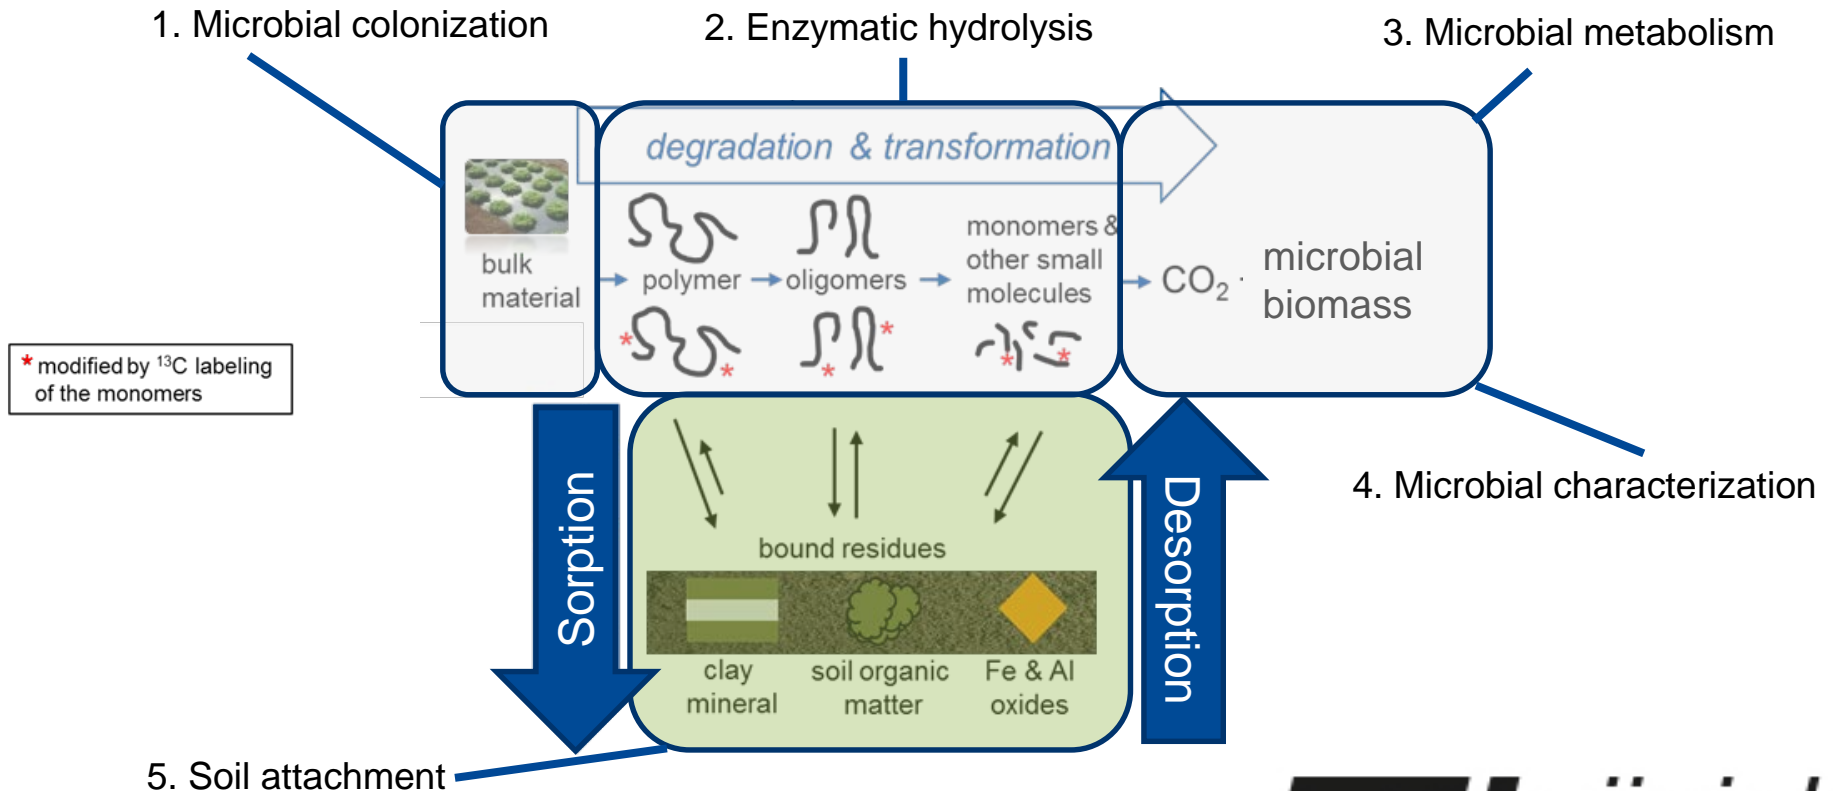 1. Microbial colonization
2. Enzymatic hydrolysis
3. Microbial metabolism
degradation & transformation
bulk
material
polymer
oligomers
monomers &
other small
molecules
CO₂
microbial
biomass
* * * * * *
* modified by ¹³C labeling
of the monomers
Sorption
Desorption
4. Microbial characterization
bound residues
clay
mineral
soil organic
matter
Fe & Al
oxides
5. Soil attachment